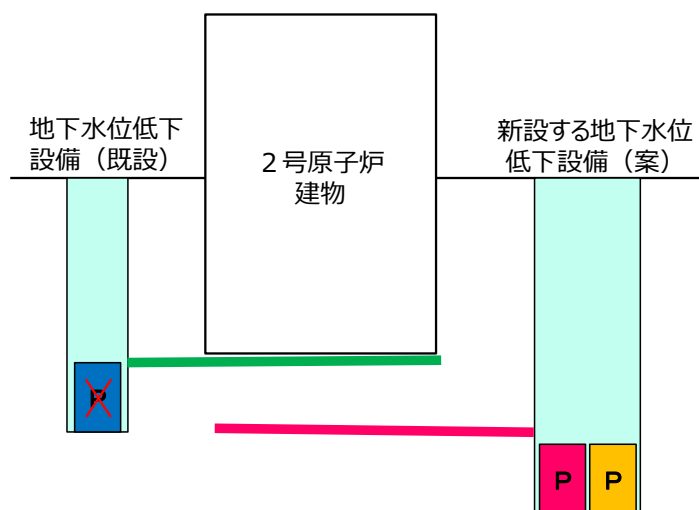 地下水位低下
設備（既設）
２号原子炉
建物
新設する地下水位
低下設備（案）
P
P
P